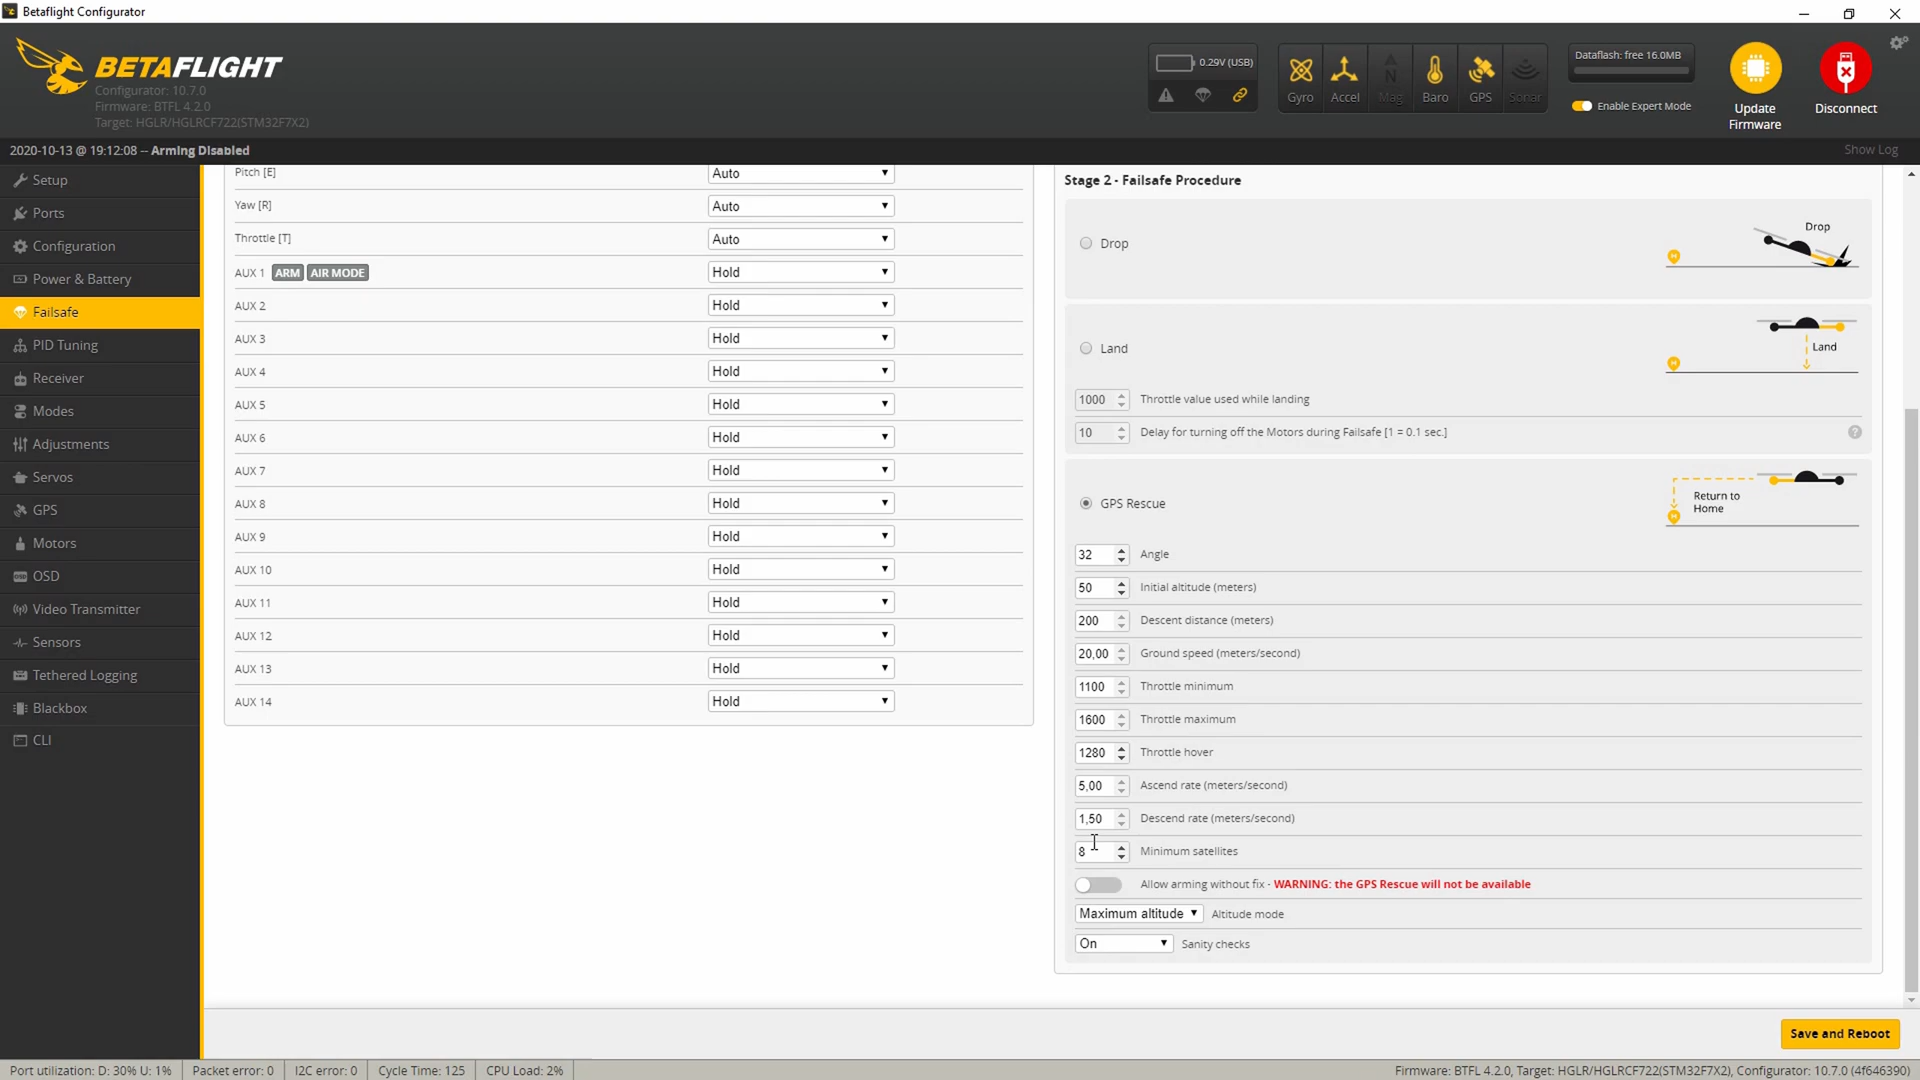 Betaflight Configurator
BETAFLIGHT
Configurator: 10.7.0
Firmware: BTFL 4.2.0
Target: HGLR/HGLRCF722(STM32F7X2)
0.29V (USB)
Gyro
Accel
Mag
Baro
GPS
Sonar
Dataflash: free 16.0MB
Enable Expert Mode
Update
Firmware
Disconnect
2020-10-13 @ 19:12:08 -- Arming Disabled
Show Log
Setup
Ports
Configuration
Power & Battery
Failsafe
PID Tuning
Receiver
Modes
Adjustments
Servos
GPS
Motors
OSD
Video Transmitter
Sensors
Tethered Logging
Blackbox
CLI
Pitch [E] Auto
Yaw [R] Auto
Throttle [T] Auto
AUX 1 ARM AIR MODE Hold
AUX 2 Hold
AUX 3 Hold
AUX 4 Hold
AUX 5 Hold
AUX 6 Hold
AUX 7 Hold
AUX 8 Hold
AUX 9 Hold
AUX 10 Hold
AUX 11 Hold
AUX 12 Hold
AUX 13 Hold
AUX 14 Hold
Stage 2 - Failsafe Procedure
Drop
Drop
Land
Land
1000 Throttle value used while landing
10 Delay for turning off the Motors during Failsafe [1 = 0.1 sec.] ?
GPS Rescue
Return to
Home
32 Angle
50 Initial altitude (meters)
200 Descent distance (meters)
20,00 Ground speed (meters/second)
1100 Throttle minimum
1600 Throttle maximum
1280 Throttle hover
5,00 Ascend rate (meters/second)
1,50 Descend rate (meters/second)
8 Minimum satellites
Allow arming without fix - WARNING: the GPS Rescue will not be available
Maximum altitude Altitude mode
On Sanity checks
Save and Reboot
Port utilization: D: 30% U: 1% Packet error: 0 I2C error: 0 Cycle Time: 125 CPU Load: 2% Firmware: BTFL 4.2.0, Target: HGLR/HGLRCF722(STM32F7X2), Configurator: 10.7.0 (4f646390)